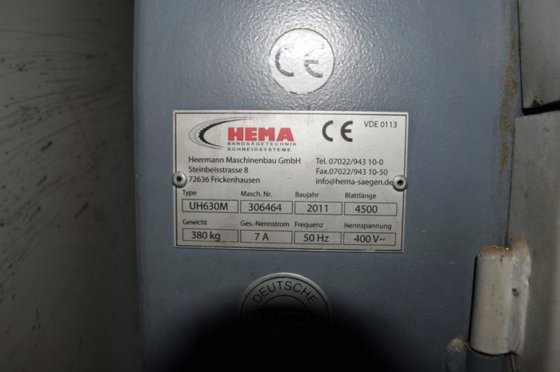 CE
HEMA
BANDSÄGETECHNIK
SCHNEIDSYSTEME
CE
VDE 0113
Heermann Maschinenbau GmbH
Steinbeisstrasse 8
72636 Frickenhausen
Tel. 07022/943 10-0
Fax.07022/943 10-50
info@hema-saegen.de
Type Masch. Nr. Baujahr Blattlänge
UH630M 306464 2011 4500
Gewicht Ges.-Nennstrom Frequenz Nennspannung
380 kg 7 A 50 Hz 400 V~
DEUTSCHE